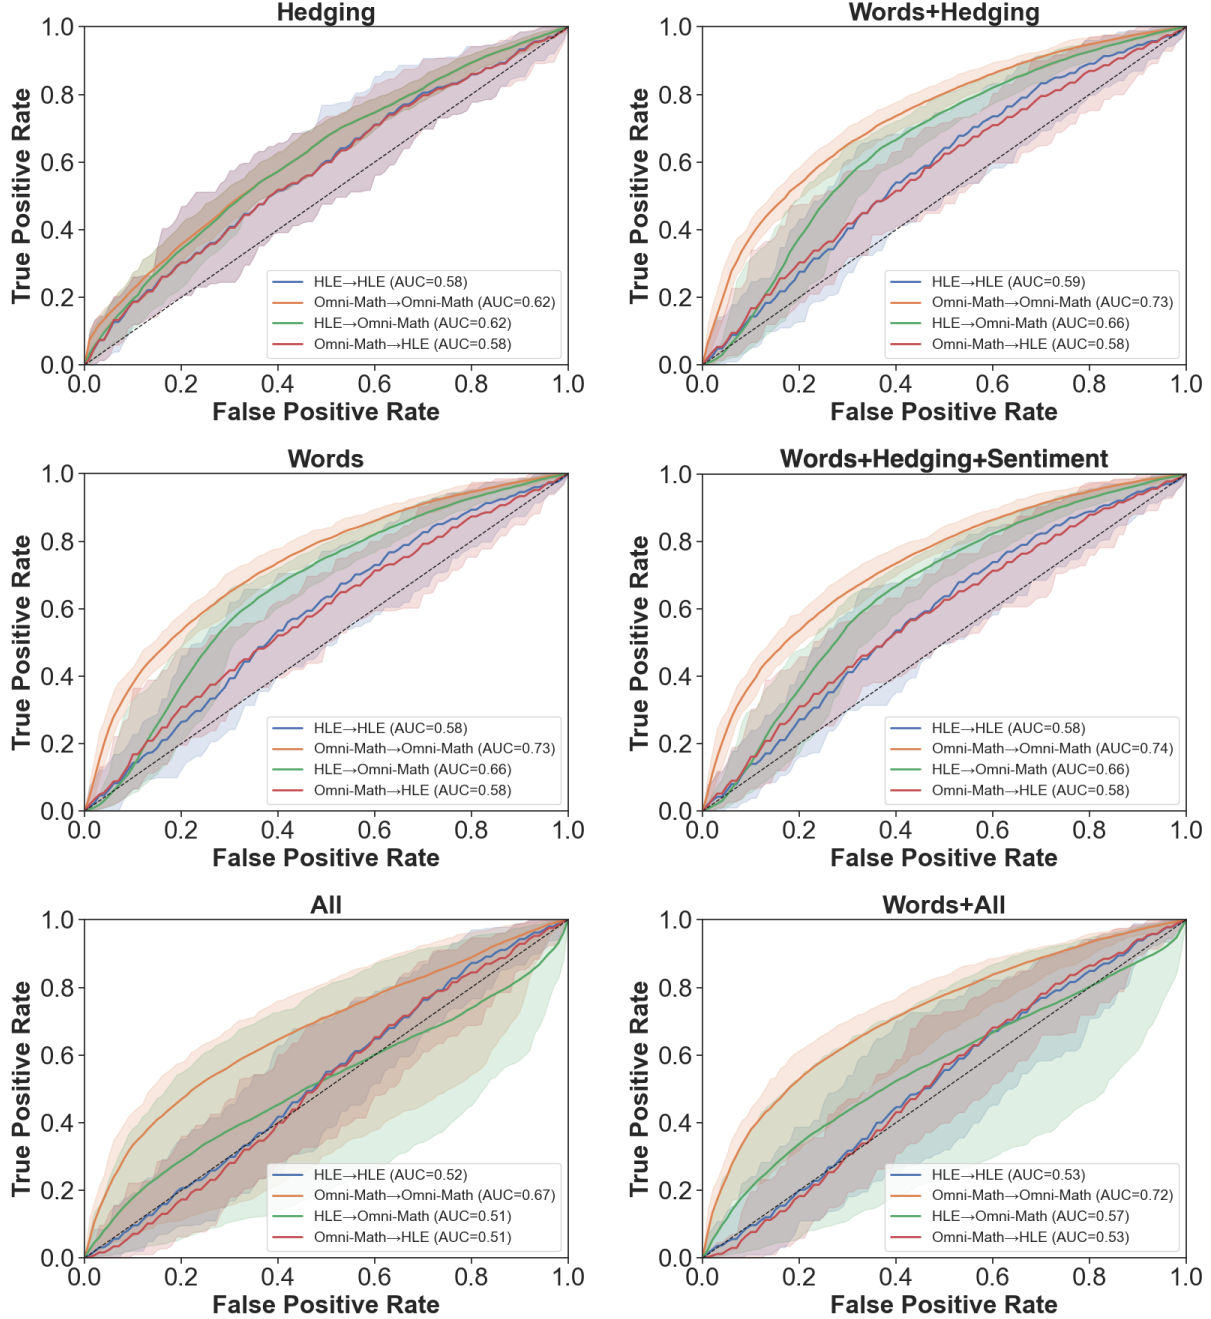 Hedging
True Positive Rate
1.0
0.8
0.6
0.4
0.2
0.0
HLE→HLE (AUC=0.58)
Omni-Math→Omni-Math (AUC=0.62)
HLE→Omni-Math (AUC=0.62)
Omni-Math→HLE (AUC=0.58)
0.0 0.2 0.4 0.6 0.8 1.0
False Positive Rate
Words+Hedging
True Positive Rate
1.0
0.8
0.6
0.4
0.2
0.0
HLE→HLE (AUC=0.59)
Omni-Math→Omni-Math (AUC=0.73)
HLE→Omni-Math (AUC=0.66)
Omni-Math→HLE (AUC=0.58)
0.0 0.2 0.4 0.6 0.8 1.0
False Positive Rate
Words
True Positive Rate
1.0
0.8
0.6
0.4
0.2
0.0
HLE→HLE (AUC=0.58)
Omni-Math→Omni-Math (AUC=0.73)
HLE→Omni-Math (AUC=0.66)
Omni-Math→HLE (AUC=0.58)
0.0 0.2 0.4 0.6 0.8 1.0
False Positive Rate
Words+Hedging+Sentiment
True Positive Rate
1.0
0.8
0.6
0.4
0.2
0.0
HLE→HLE (AUC=0.58)
Omni-Math→Omni-Math (AUC=0.74)
HLE→Omni-Math (AUC=0.66)
Omni-Math→HLE (AUC=0.58)
0.0 0.2 0.4 0.6 0.8 1.0
False Positive Rate
All
True Positive Rate
1.0
0.8
0.6
0.4
0.2
0.0
HLE→HLE (AUC=0.52)
Omni-Math→Omni-Math (AUC=0.67)
HLE→Omni-Math (AUC=0.51)
Omni-Math→HLE (AUC=0.51)
0.0 0.2 0.4 0.6 0.8 1.0
False Positive Rate
Words+All
True Positive Rate
1.0
0.8
0.6
0.4
0.2
0.0
HLE→HLE (AUC=0.53)
Omni-Math→Omni-Math (AUC=0.72)
HLE→Omni-Math (AUC=0.57)
Omni-Math→HLE (AUC=0.53)
0.0 0.2 0.4 0.6 0.8 1.0
False Positive Rate